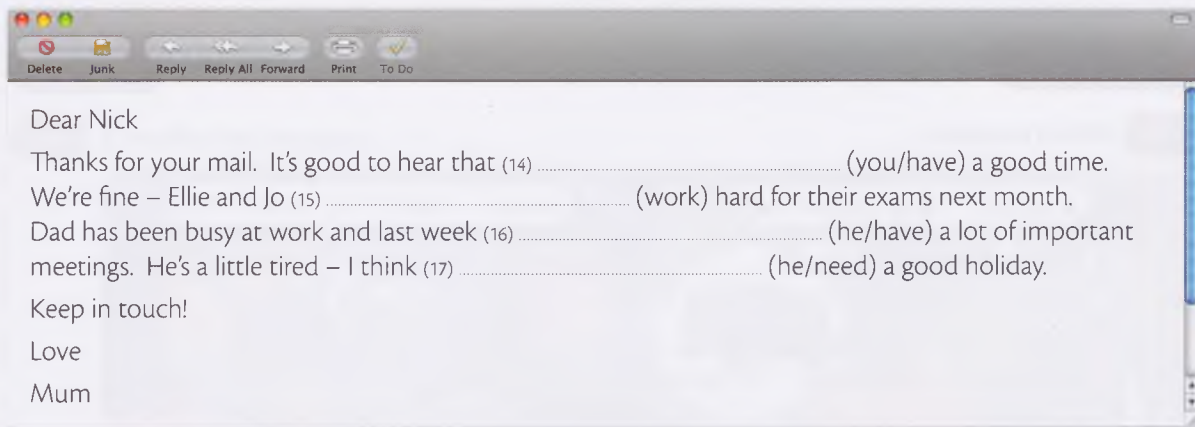 Delete Junk Reply Reply All Forward Print To Do
Dear Nick
Thanks for your mail. It's good to hear that (14) ........................ (you/have) a good time.
We're fine – Ellie and Jo (15) ........................ (work) hard for their exams next month.
Dad has been busy at work and last week (16) ........................ (he/have) a lot of important
meetings. He's a little tired – I think (17) ........................ (he/need) a good holiday.
Keep in touch!
Love
Mum